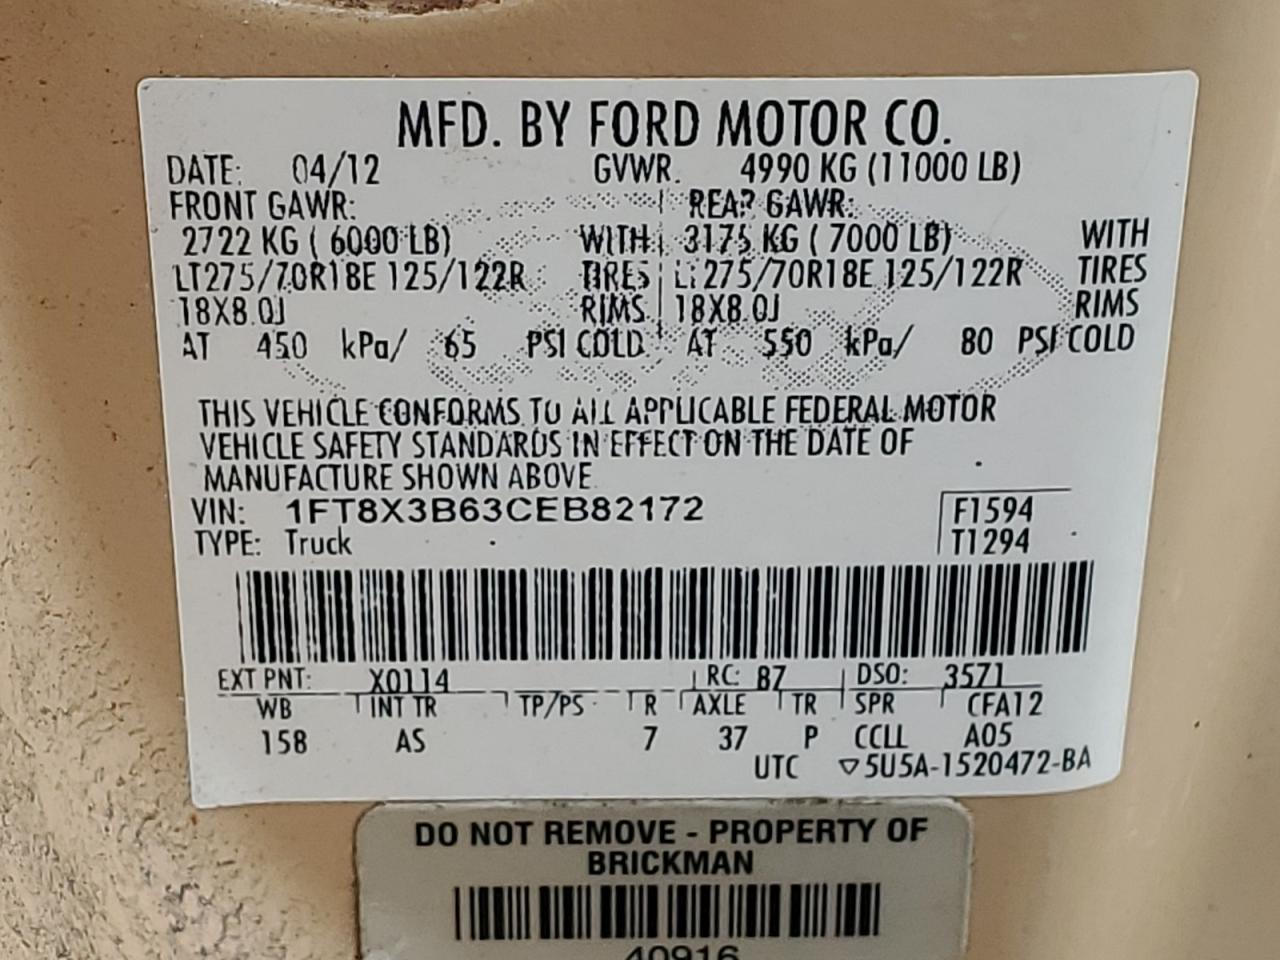 MFD. BY FORD MOTOR CO.
DATE: 04/12 GVWR. 4990 KG (11000 LB)
FRONT GAWR: REAR GAWR:
2722 KG ( 6000 LB) WITH 3175 KG ( 7000 LB) WITH
LT275/70R18E 125/122R TIRES LT275/70R18E 125/122R TIRES
18X8.0J RIMS 18X8.0J RIMS
AT 450 kPa/ 65 PSI COLD AT 550 kPa/ 80 PSI COLD
THIS VEHICLE CONFORMS TO ALL APPLICABLE FEDERAL MOTOR
VEHICLE SAFETY STANDARDS IN EFFECT ON THE DATE OF
MANUFACTURE SHOWN ABOVE
VIN: 1FT8X3B63CEB82172 F1594
TYPE: Truck T1294
EXT PNT: X0114 RC: 87 DSO: 3571
WB INT TR TP/PS R AXLE TR SPR CFA12
158 AS 7 37 P CCLL A05
UTC ▽5U5A-1520472-BA
DO NOT REMOVE - PROPERTY OF
BRICKMAN
40916